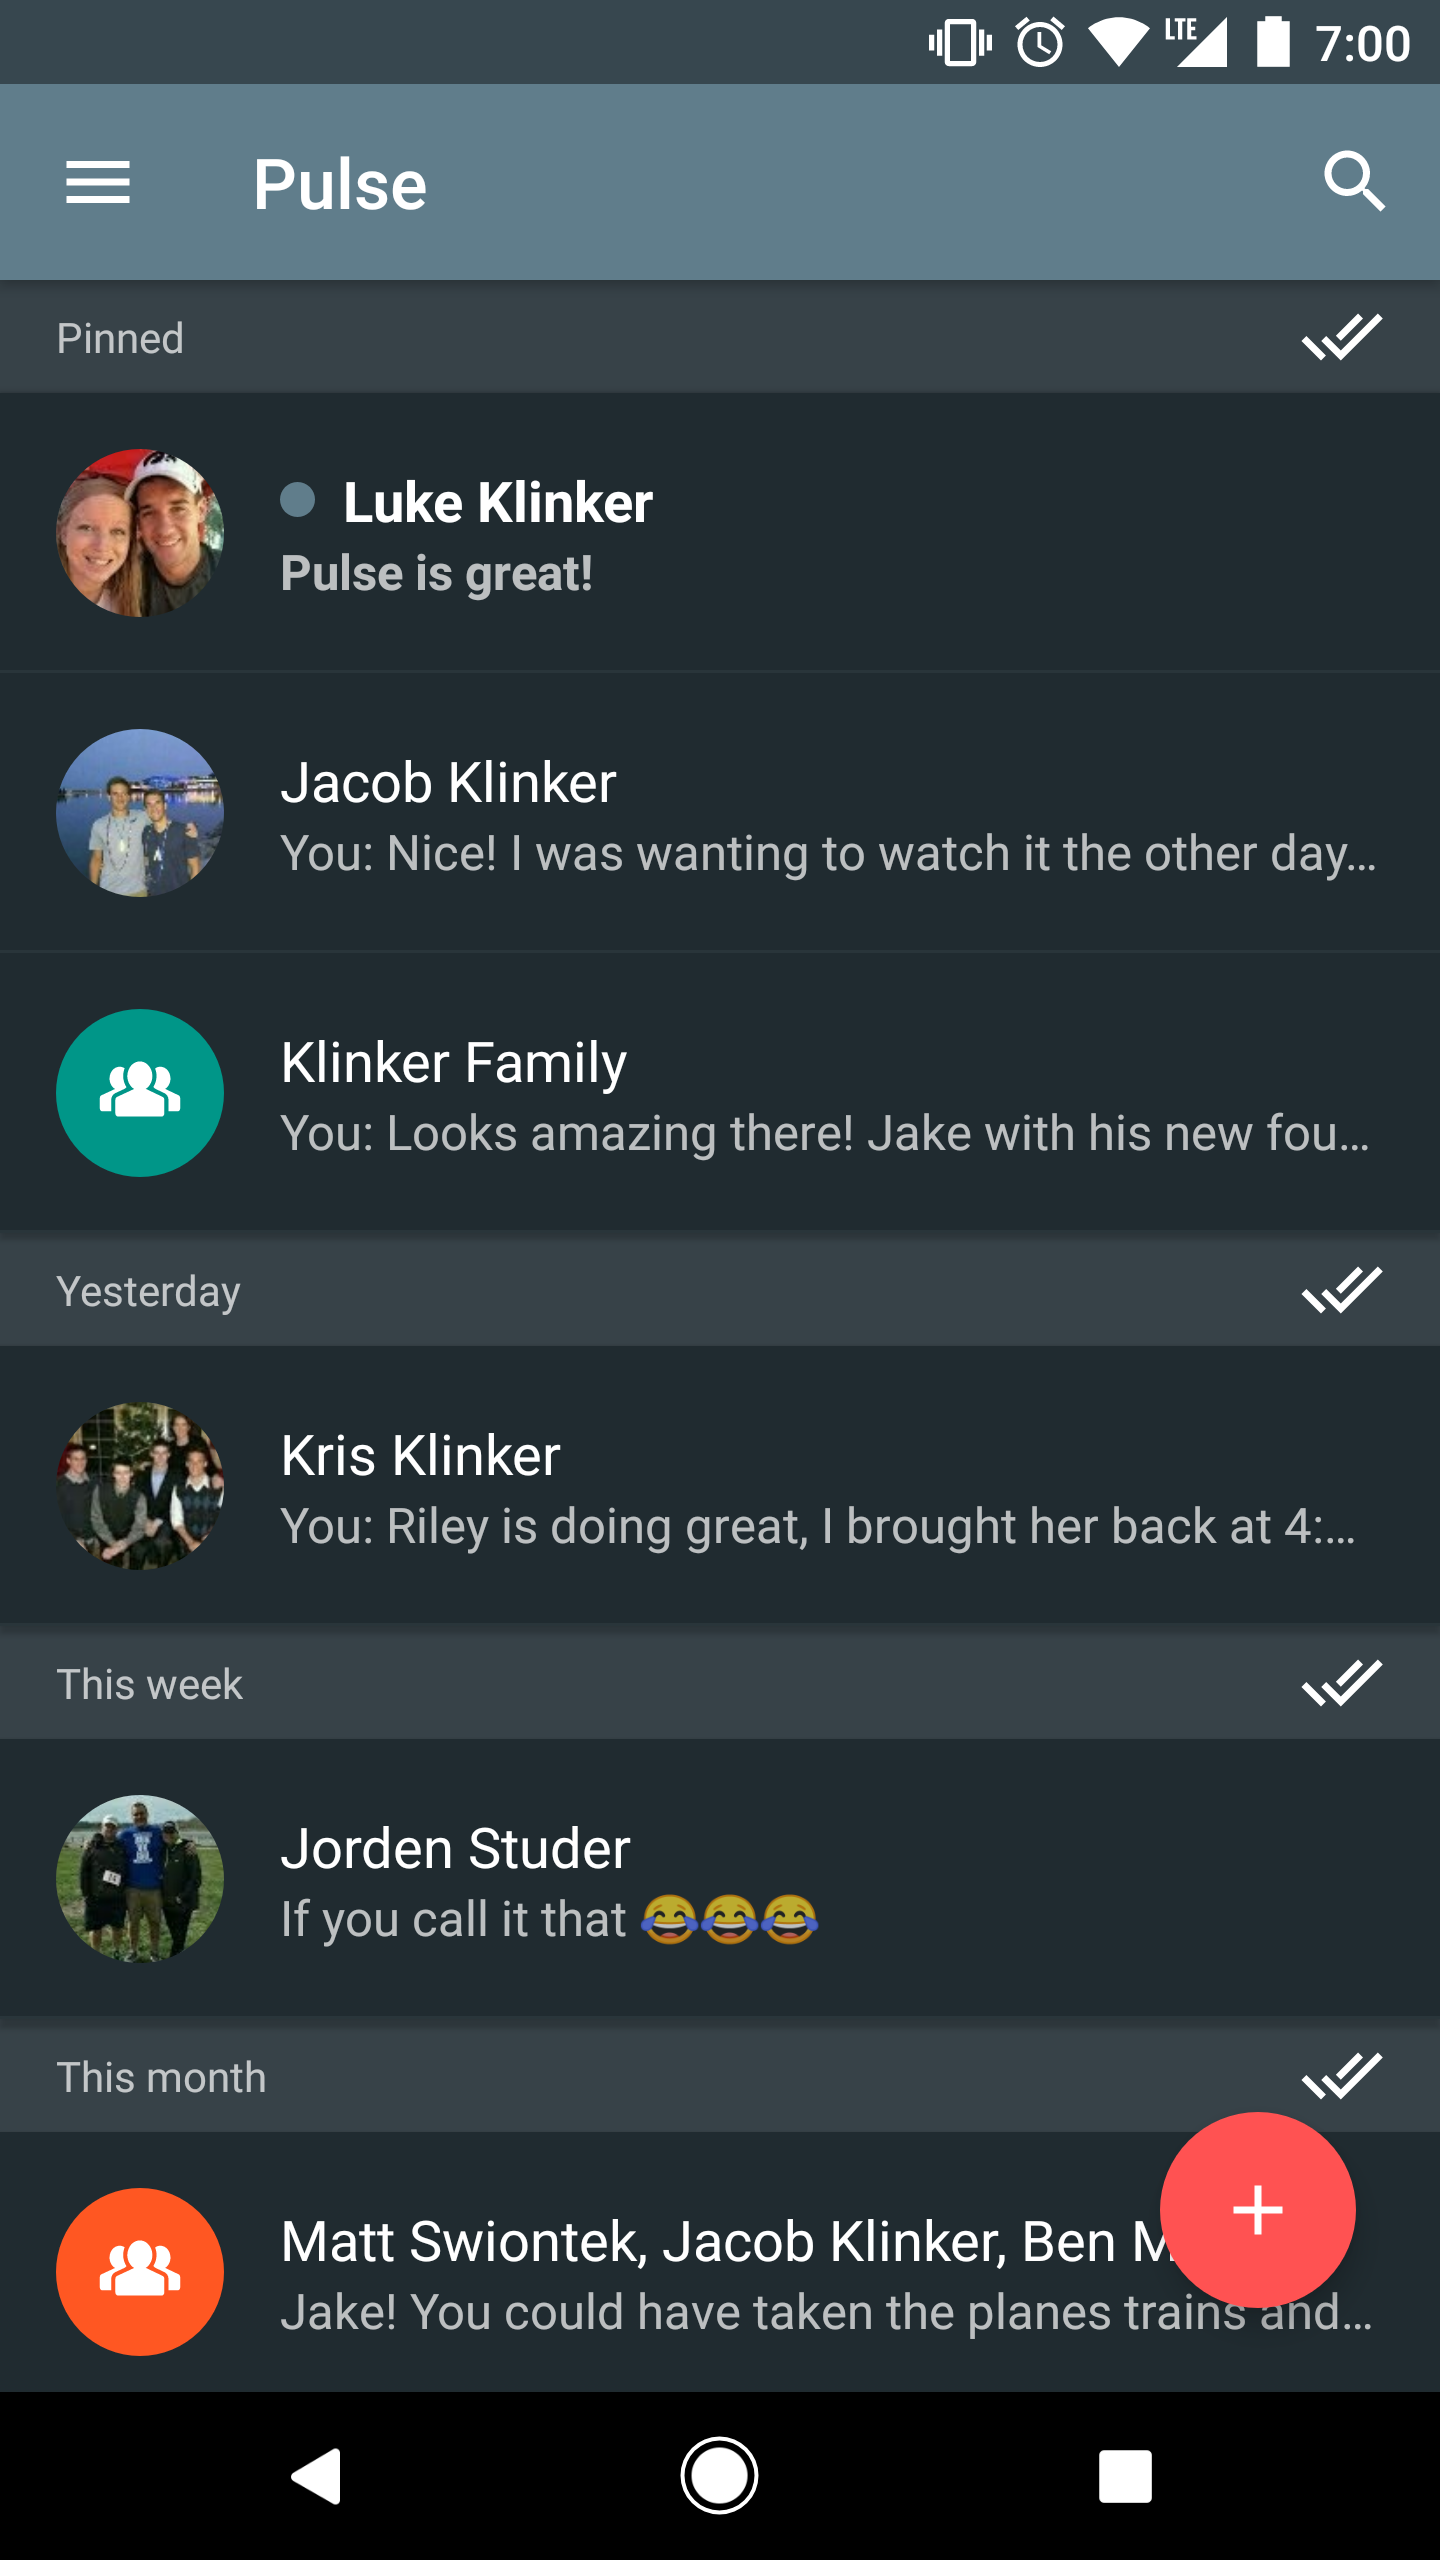 LTE 7:00
Pulse
Pinned
Luke Klinker
Pulse is great!
Jacob Klinker
You: Nice! I was wanting to watch it the other day...
Klinker Family
You: Looks amazing there! Jake with his new fou...
Yesterday
Kris Klinker
You: Riley is doing great, I brought her back at 4:...
This week
Jorden Studer
If you call it that 😂😂😂
This month
Matt Swiontek, Jacob Klinker, Ben M
Jake! You could have taken the planes trains and...